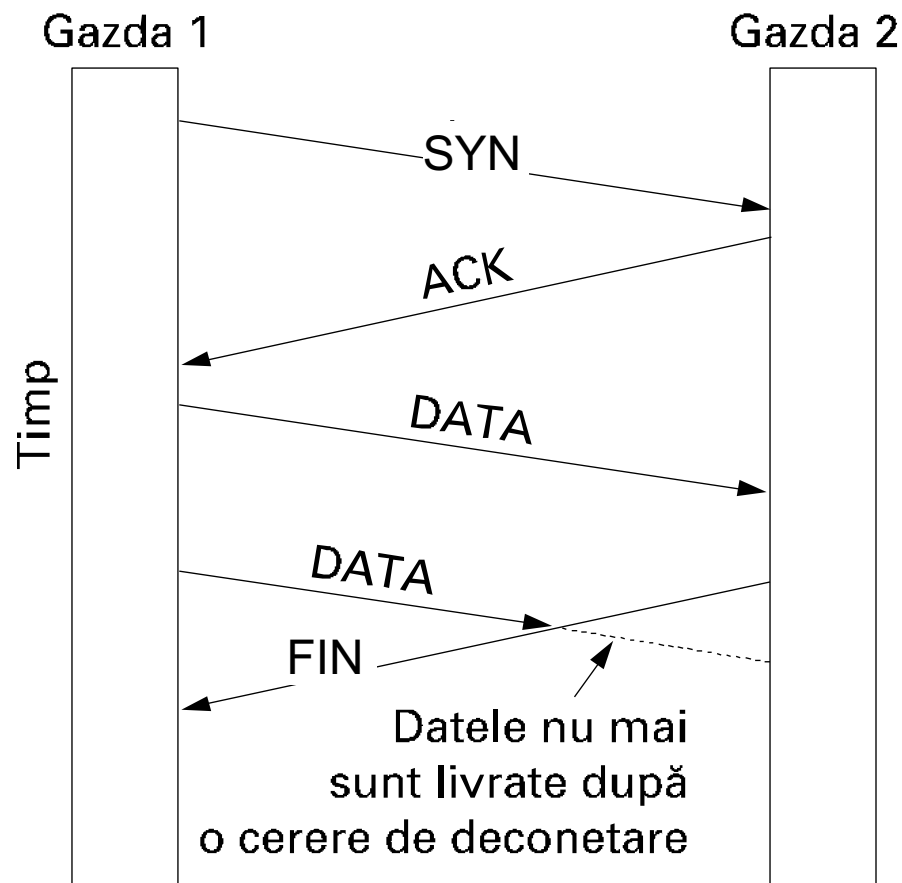 Gazda 1
Gazda 2
SYN
ACK
Timp
DATA
DATA
FIN
Datele nu mai
sunt livrate după
o cerere de deconetare